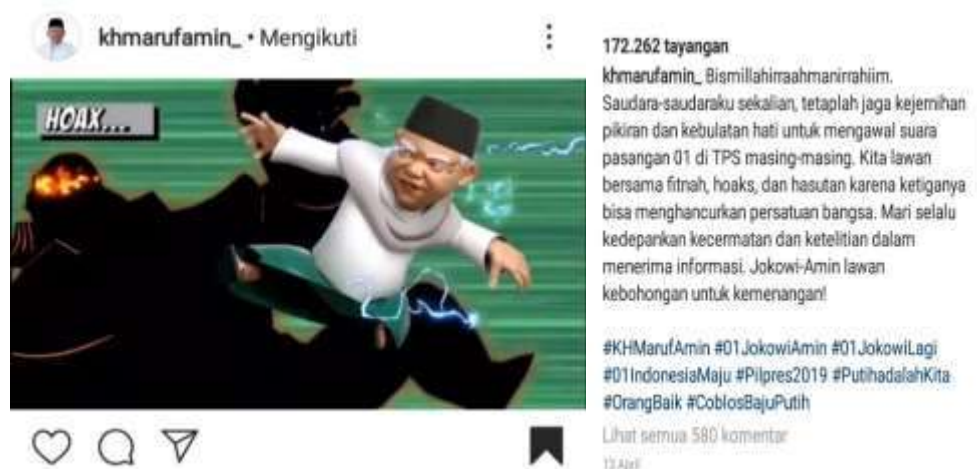 khmarufamin_ • Mengikuti
HOAX...
172.262 tayangan
khmarufamin_ Bismillahirraahmanirrahiim.
Saudara-saudaraku sekalian, tetaplah jaga kejernihan
pikiran dan kebulatan hati untuk mengawal suara
pasangan 01 di TPS masing-masing. Kita lawan
bersama fitnah, hoaks, dan hasutan karena ketiganya
bisa menghancurkan persatuan bangsa. Mari selalu
kedepankan kecermatan dan ketelitian dalam
menerima informasi. Jokowi-Amin lawan
kebohongan untuk kemenangan!
#KHMarufAmin #01JokowiAmin #01JokowiLagi
#01IndonesiaMaju #Pilpres2019 #PutihadalahKita
#OrangBaik #CoblosBajuPutih
Lihat semua 580 komentar
13 April